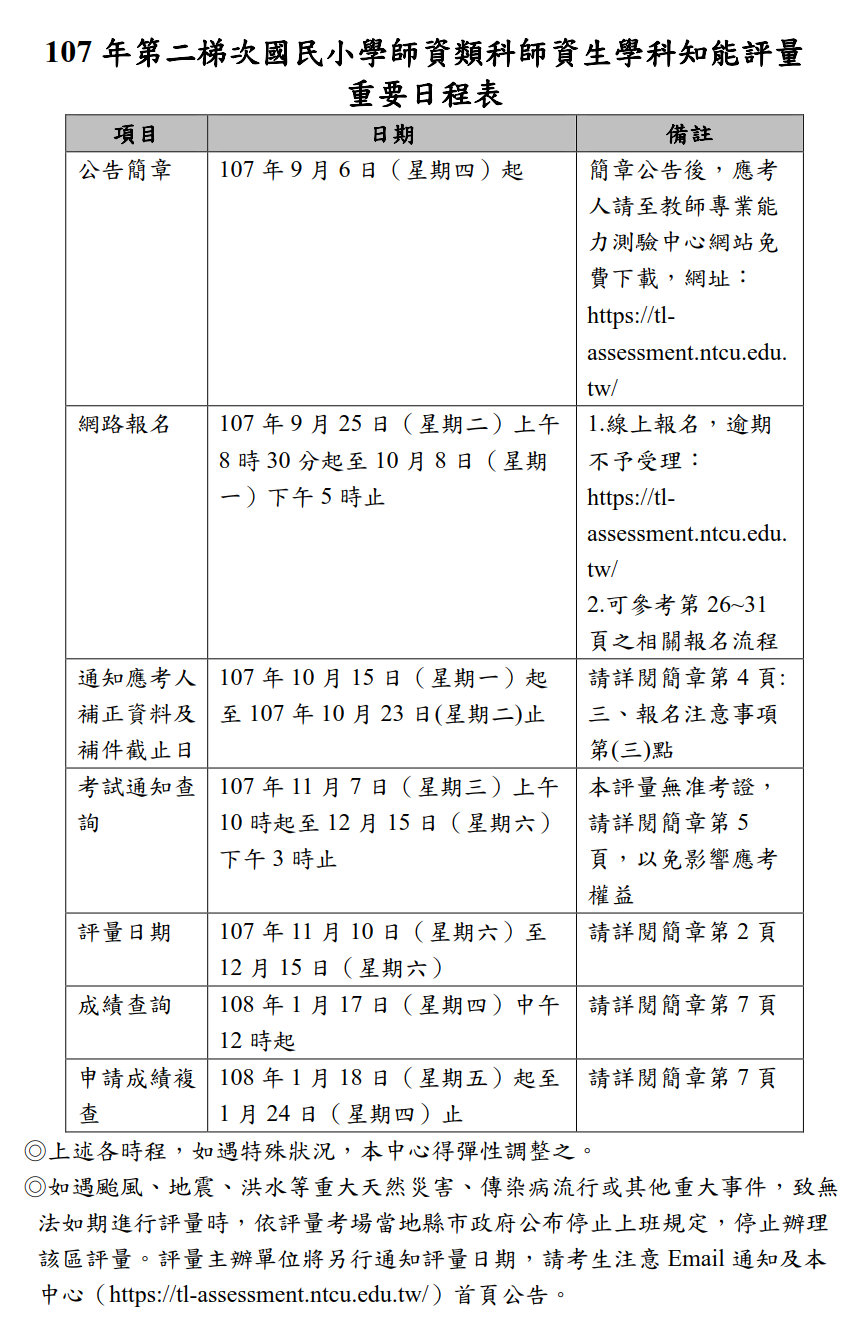 107 年第二梯次國民小學師資類科師資生學科知能評量
重要日程表
項目
日期
備註
公告簡章
107 年 9 月 6 日（星期四）起
簡章公告後，應考
人請至教師專業能
力測驗中心網站免
費下載，網址：
https://tl-
assessment.ntcu.edu.
tw/
網路報名
107 年 9 月 25 日（星期二）上午
8 時 30 分起至 10 月 8 日（星期
一）下午 5 時止
1.線上報名，逾期
不予受理：
https://tl-
assessment.ntcu.edu.
tw/
2.可參考第 26~31
頁之相關報名流程
通知應考人
補正資料及
補件截止日
107 年 10 月 15 日（星期一）起
至 107 年 10 月 23 日(星期二)止
請詳閱簡章第 4 頁:
三、報名注意事項
第(三)點
考試通知查
詢
107 年 11 月 7 日（星期三）上午
10 時起至 12 月 15 日（星期六）
下午 3 時止
本評量無准考證，
請詳閱簡章第 5
頁，以免影響應考
權益
評量日期
107 年 11 月 10 日（星期六）至
12 月 15 日（星期六）
請詳閱簡章第 2 頁
成績查詢
108 年 1 月 17 日（星期四）中午
12 時起
請詳閱簡章第 7 頁
申請成績複
查
108 年 1 月 18 日（星期五）起至
1 月 24 日（星期四）止
請詳閱簡章第 7 頁
◎上述各時程，如遇特殊狀況，本中心得彈性調整之。
◎如遇颱風、地震、洪水等重大天然災害、傳染病流行或其他重大事件，致無
法如期進行評量時，依評量考場當地縣市政府公布停止上班規定，停止辦理
該區評量。評量主辦單位將另行通知評量日期，請考生注意 Email 通知及本
中心（https://tl-assessment.ntcu.edu.tw/）首頁公告。